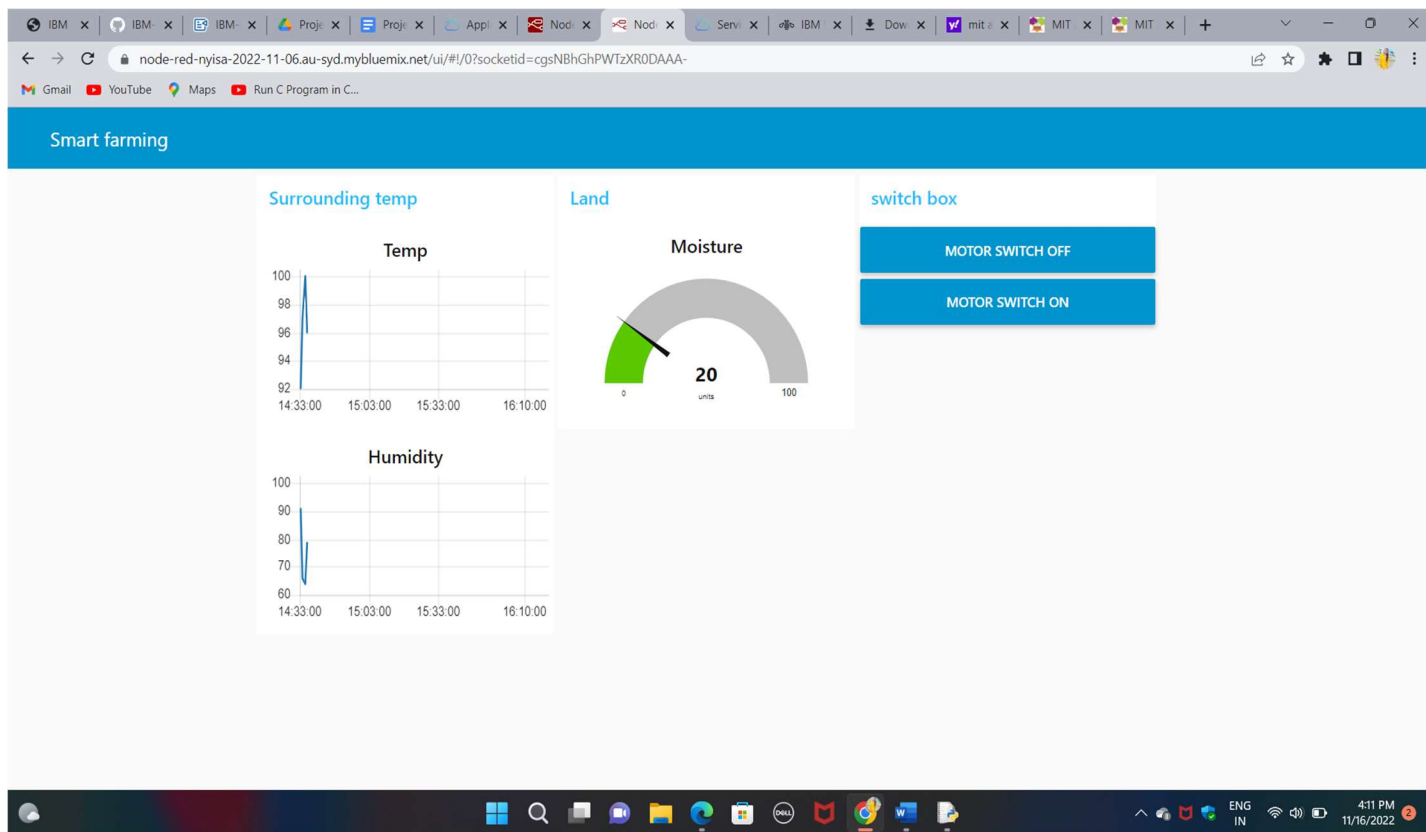 IBM IBM- IBM- Proje Proje Appli Node Node Servi IBM Dow mit a MIT MIT
node-red-nyisa-2022-11-06.au-syd.mybluemix.net/ui/#!/0?socketid=cgsNBhGhPWTzXR0DAAA-
Gmail YouTube Maps Run C Program in C...
Smart farming
Surrounding temp
Temp
100
98
96
94
92
14:33:00 15:03:00 15:33:00 16:10:00
Humidity
100
90
80
70
60
14:33:00 15:03:00 15:33:00 16:10:00
Land
Moisture
20
units
0 100
switch box
MOTOR SWITCH OFF
MOTOR SWITCH ON
DELL
ENG
IN
4:11 PM
11/16/2022
2